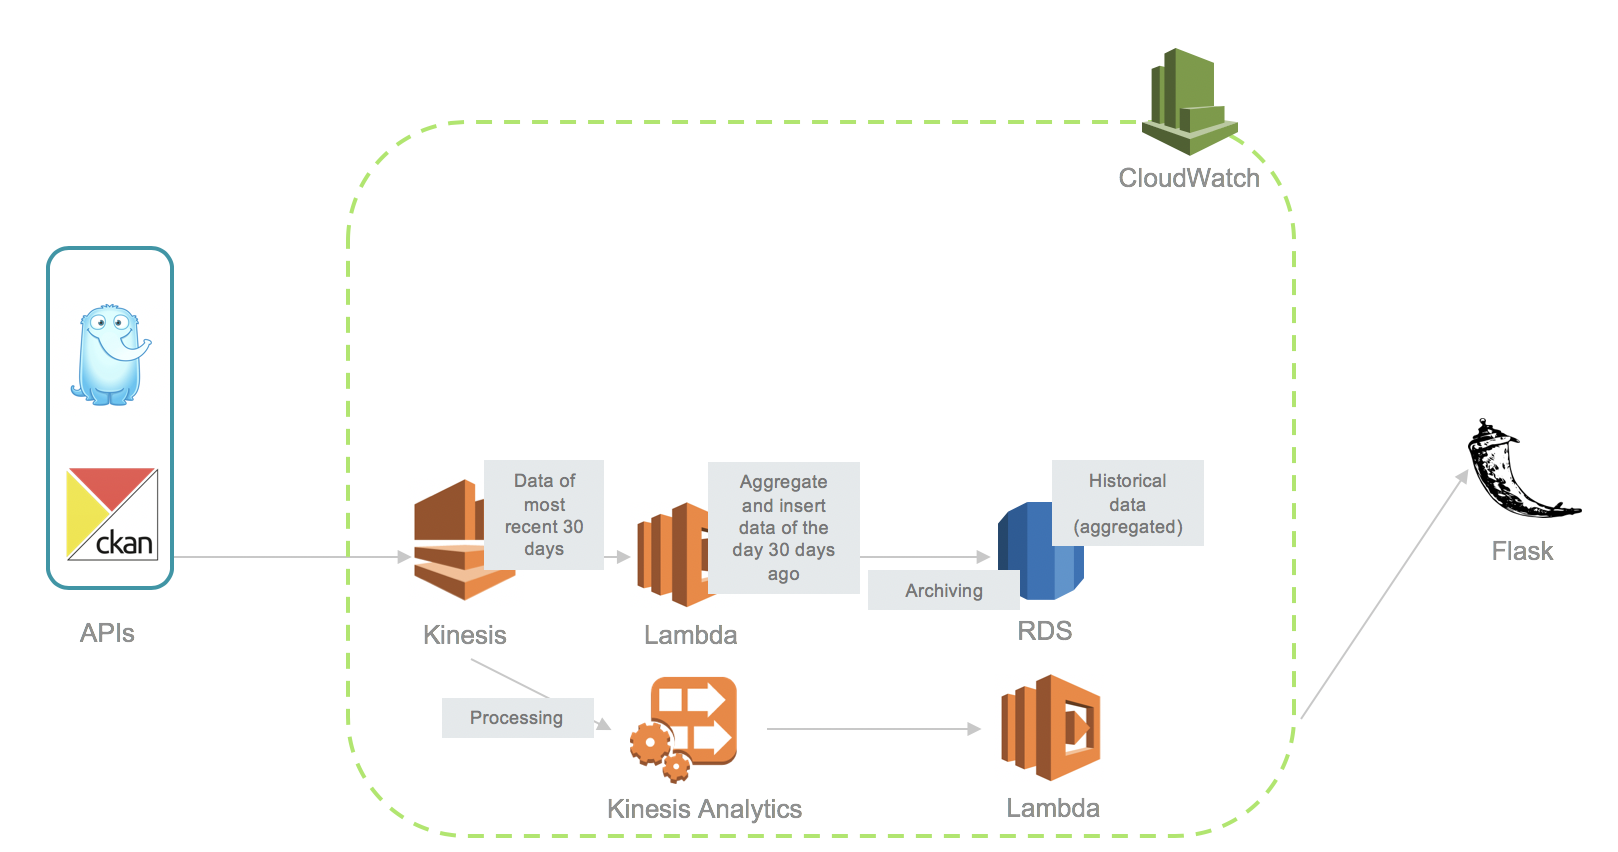 CloudWatch
ckan
APIs
Data of
most
recent 30
days
Kinesis
Aggregate
and insert
data of the
day 30 days
ago
Lambda
Archiving
Historical
data
(aggregated)
RDS
Processing
Kinesis Analytics
Lambda
Flask